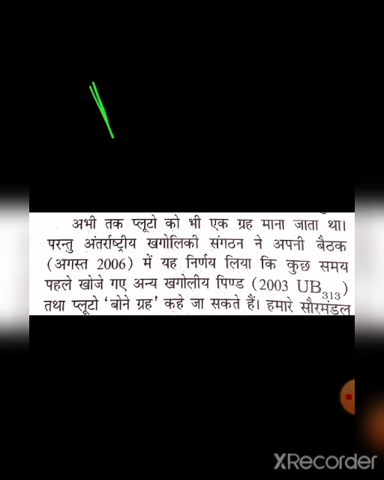 अभी तक प्लूटो को भी एक ग्रह माना जाता था।
परन्तु अंतर्राष्ट्रीय खगोलिकी संगठन ने अपनी बैठक
(अगस्त 2006) में यह निर्णय लिया कि कुछ समय
पहले खोजे गए अन्य खगोलीय पिण्ड (2003 UB₃₁₃)
तथा प्लूटो ‘बोने ग्रह’ कहे जा सकते हैं। हमारे सौरमंडल
XRecorder